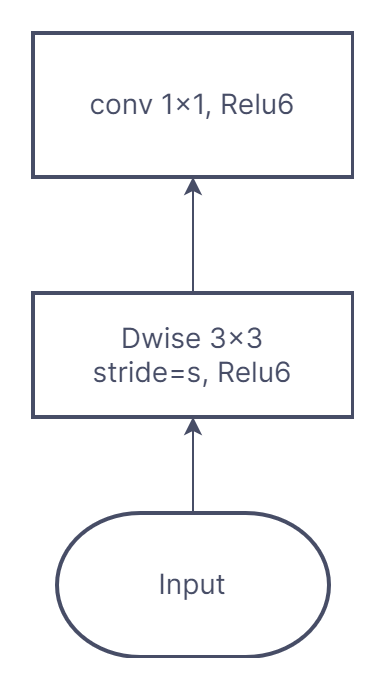 conv 1×1, Relu6
Dwise 3×3
stride=s, Relu6
Input